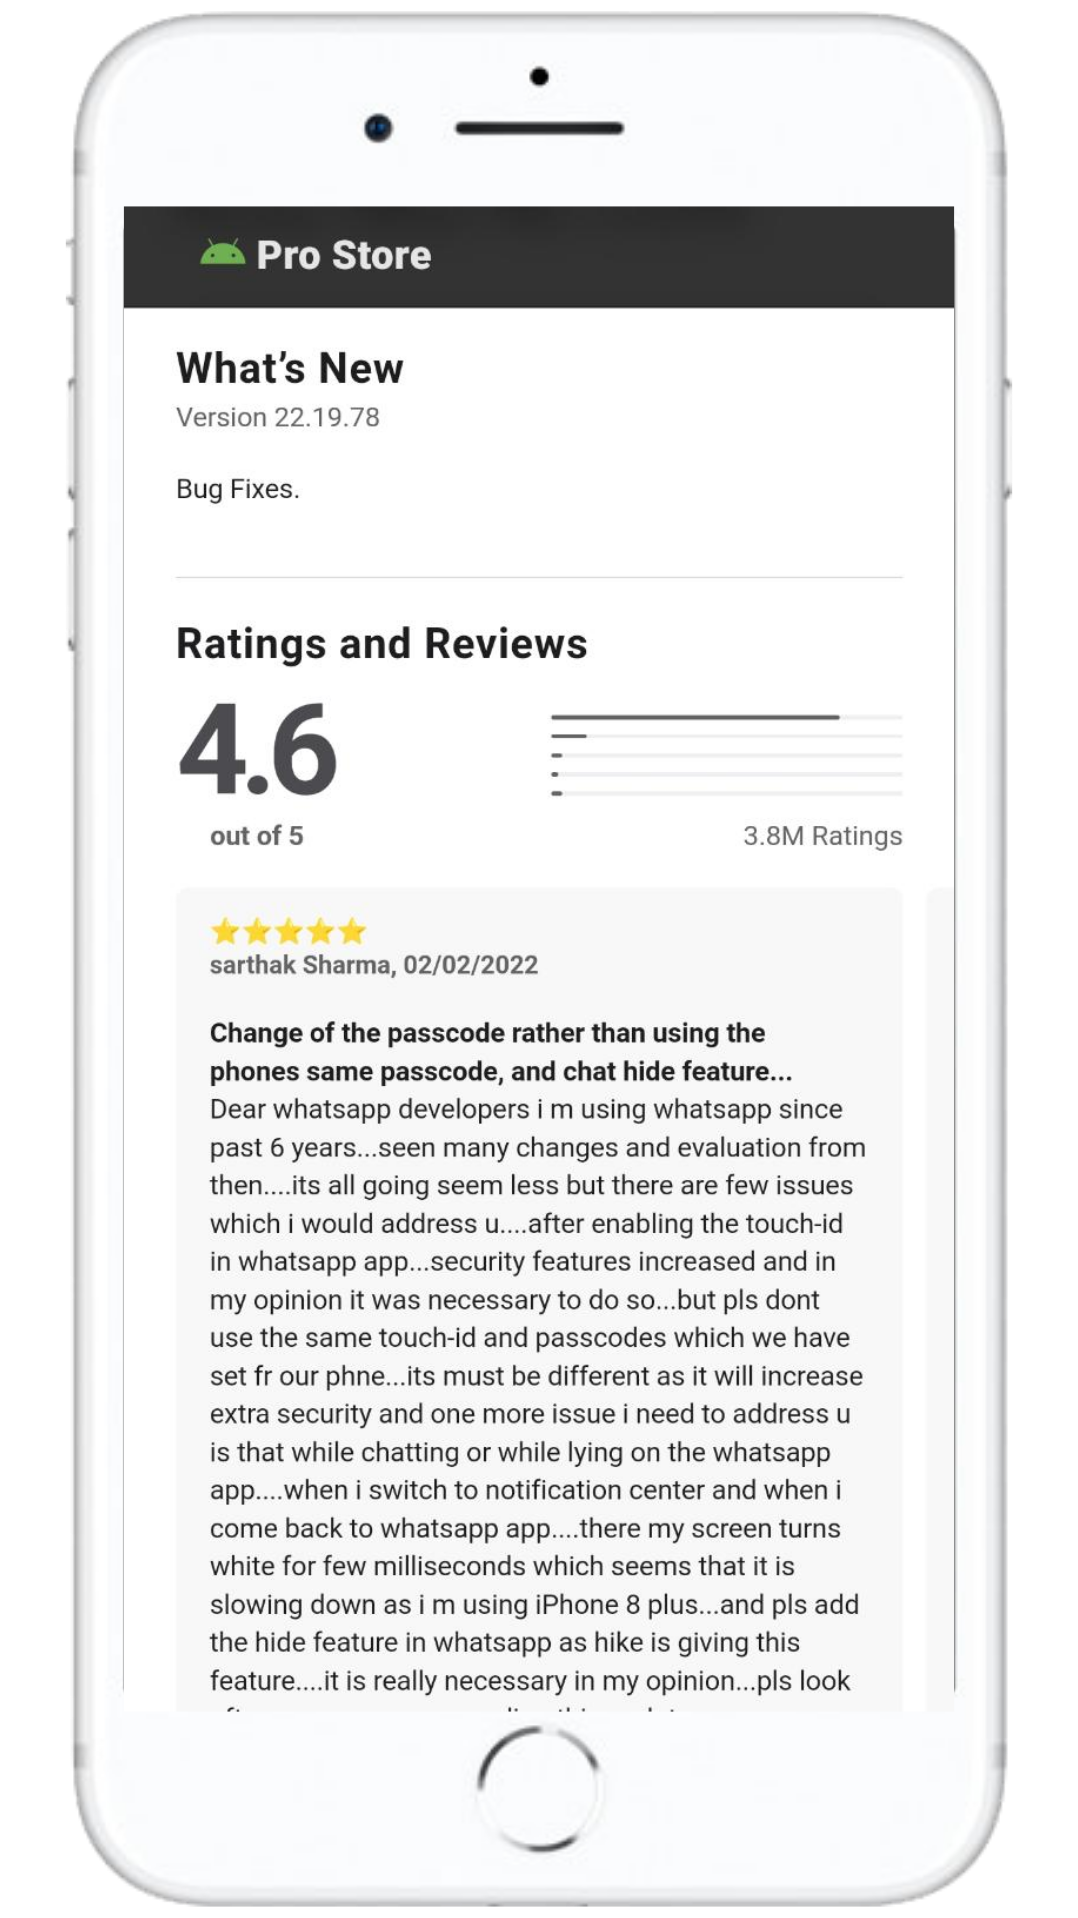 Pro Store
What's New
Version 22.19.78
Bug Fixes.
Ratings and Reviews
4.6
out of 5
3.8M Ratings
sarthak Sharma, 02/02/2022
Change of the passcode rather than using the
phones same passcode, and chat hide feature...
Dear whatsapp developers i m using whatsapp since
past 6 years...seen many changes and evaluation from
then....its all going seem less but there are few issues
which i would address u....after enabling the touch-id
in whatsapp app...security features increased and in
my opinion it was necessary to do so...but pls dont
use the same touch-id and passcodes which we have
set fr our phne...its must be different as it will increase
extra security and one more issue i need to address u
is that while chatting or while lying on the whatsapp
app....when i switch to notification center and when i
come back to whatsapp app....there my screen turns
white for few milliseconds which seems that it is
slowing down as i m using iPhone 8 plus...and pls add
the hide feature in whatsapp as hike is giving this
feature....it is really necessary in my opinion...pls look